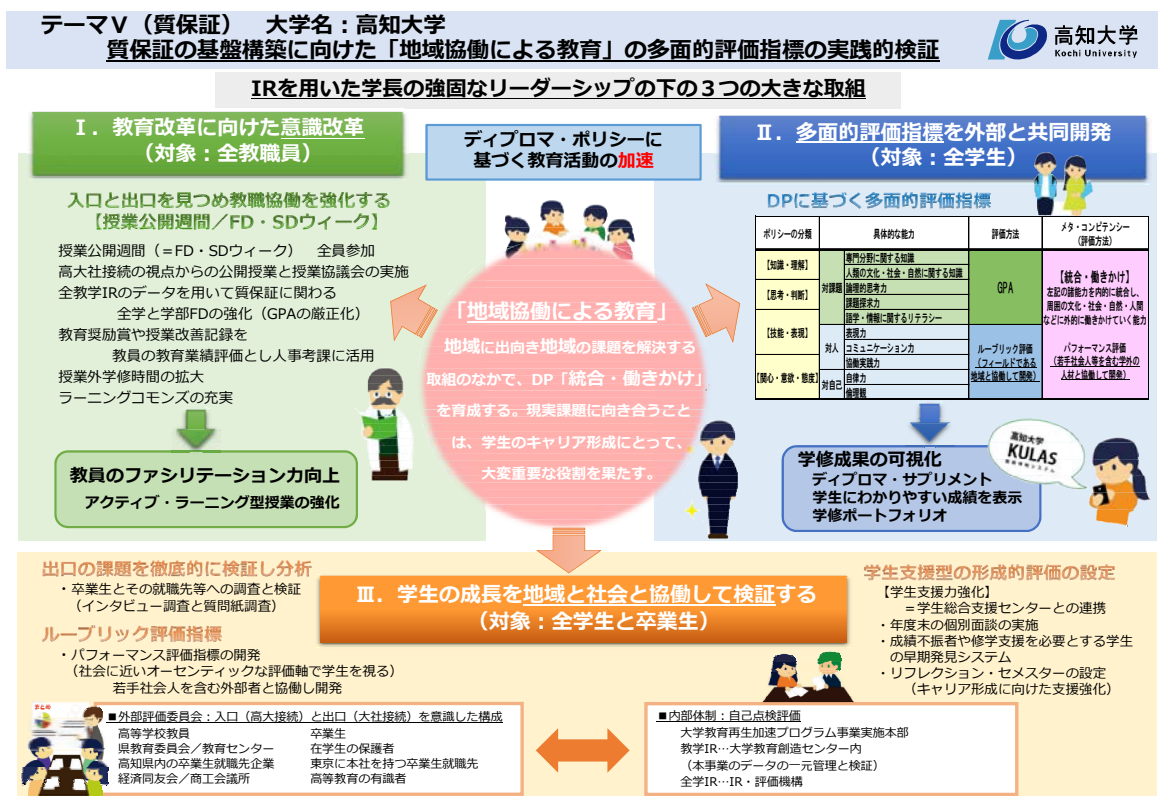 テーマⅤ（質保証）　大学名：高知大学
質保証の基盤構築に向けた「地域協働による教育」の多面的評価指標の実践的検証
高知大学
Kochi University
IRを用いた学長の強固なリーダーシップの下の３つの大きな取組
Ⅰ．教育改革に向けた意識改革
（対象：全教職員）
ディプロマ・ポリシーに
基づく教育活動の加速
Ⅱ．多面的評価指標を外部と共同開発
（対象：全学生）
入口と出口を見つめ教職協働を強化する
【授業公開週間／FD・SDウィーク】
授業公開週間（＝FD・SDウィーク）　全員参加
高大社接続の視点からの公開授業と授業協議会の実施
全教学IRのデータを用いて質保証に関わる
全学と学部FDの強化（GPAの厳正化）
教育奨励賞や授業改善記録を
教員の教育業績評価とし人事考課に活用
授業外学修時間の拡大
ラーニングコモンズの充実
教員のファシリテーション力向上
アクティブ・ラーニング型授業の強化
「地域協働による教育」
地域に出向き地域の課題を解決する
取組のなかで、DP「統合・働きかけ」
を育成する。現実課題に向き合うこと
は、学生のキャリア形成にとって、
大変重要な役割を果たす。
DPに基づく多面的評価指標
ポリシーの分類　具体的な能力　評価方法　メタ・コンピテンシー
（評価方法）
【知識・理解】
【思考・判断】
【技能・表現】
【関心・意欲・態度】
対課題
対人
対自己
専門分野に関する知識
人類の文化・社会・自然に関する知識
論理的思考力
課題探求力
語学・情報に関するリテラシー
表現力
コミュニケーション力
協働実践力
自律力
倫理観
GPA
ルーブリック評価
（フィールドである
地域と協働して開発）
【統合・働きかけ】
左記の諸能力を内的に統合し、
周囲の文化・社会・自然・人間
などに外的に働きかけていく能力
パフォーマンス評価
（若手社会人等を含む学外の
人材と協働して開発）
学修成果の可視化
ディプロマ・サプリメント
学生にわかりやすい成績を表示
学修ポートフォリオ
高知大学
KULAS
出口の課題を徹底的に検証し分析
・卒業生とその就職先等への調査と検証
（インタビュー調査と質問紙調査）
ルーブリック評価指標
・パフォーマンス評価指標の開発
（社会に近いオーセンティックな評価軸で学生を視る）
若手社会人を含む外部者と協働し開発
Ⅲ．学生の成長を地域と社会と協働して検証する
（対象：全学生と卒業生）
学生支援型の形成的評価の設定
【学生支援力強化】
＝学生総合支援センターとの連携
・年度末の個別面談の実施
・成績不振者や修学支援を必要とする学生
の早期発見システム
・リフレクション・セメスターの設定
（キャリア形成に向けた支援強化）
まとめ
■外部評価委員会：入口（高大接続）と出口（大社接続）を意識した構成
高等学校教員　卒業生
県教育委員会／教育センター　在学生の保護者
高知県内の卒業生就職先企業　東京に本社を持つ卒業生就職先
経済同友会／商工会議所　高等教育の有識者
■内部体制：自己点検評価
大学教育再生加速プログラム事業実施本部
教学IR…大学教育創造センター内
（本事業のデータの一元管理と検証）
全学IR…IR・評価機構